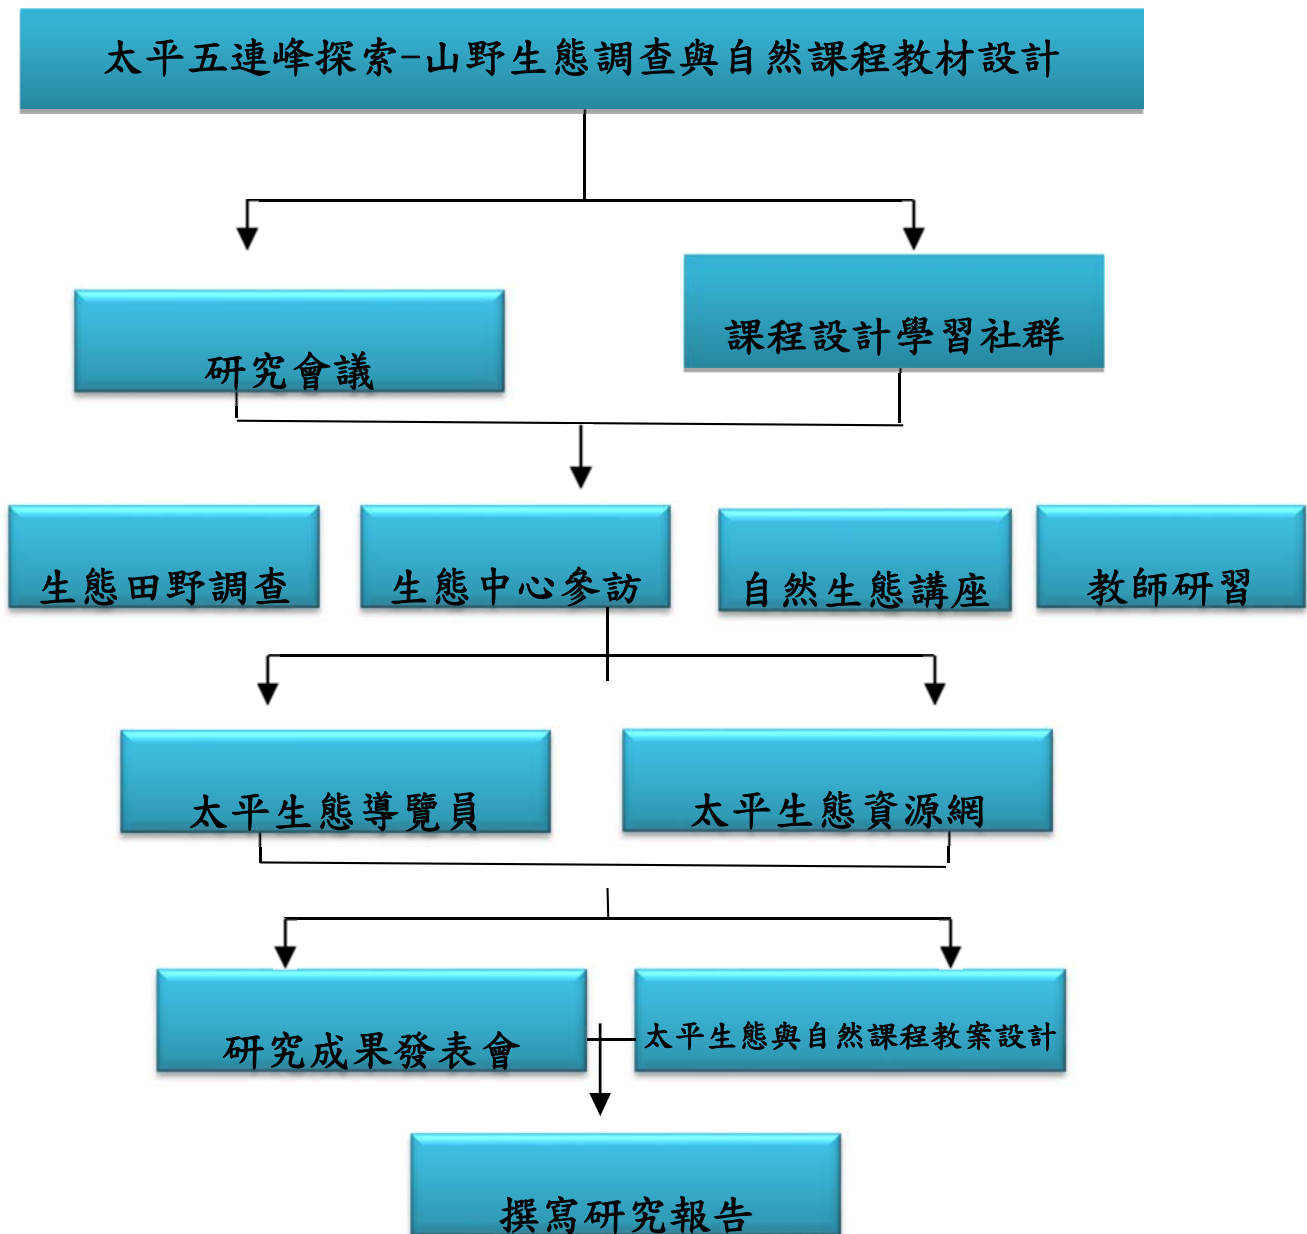 太平五連峰探索-山野生態調查與自然課程教材設計
研究會議
課程設計學習社群
生態田野調查
生態中心參訪
自然生態講座
教師研習
太平生態導覽員
太平生態資源網
研究成果發表會
太平生態與自然課程教案設計
撰寫研究報告